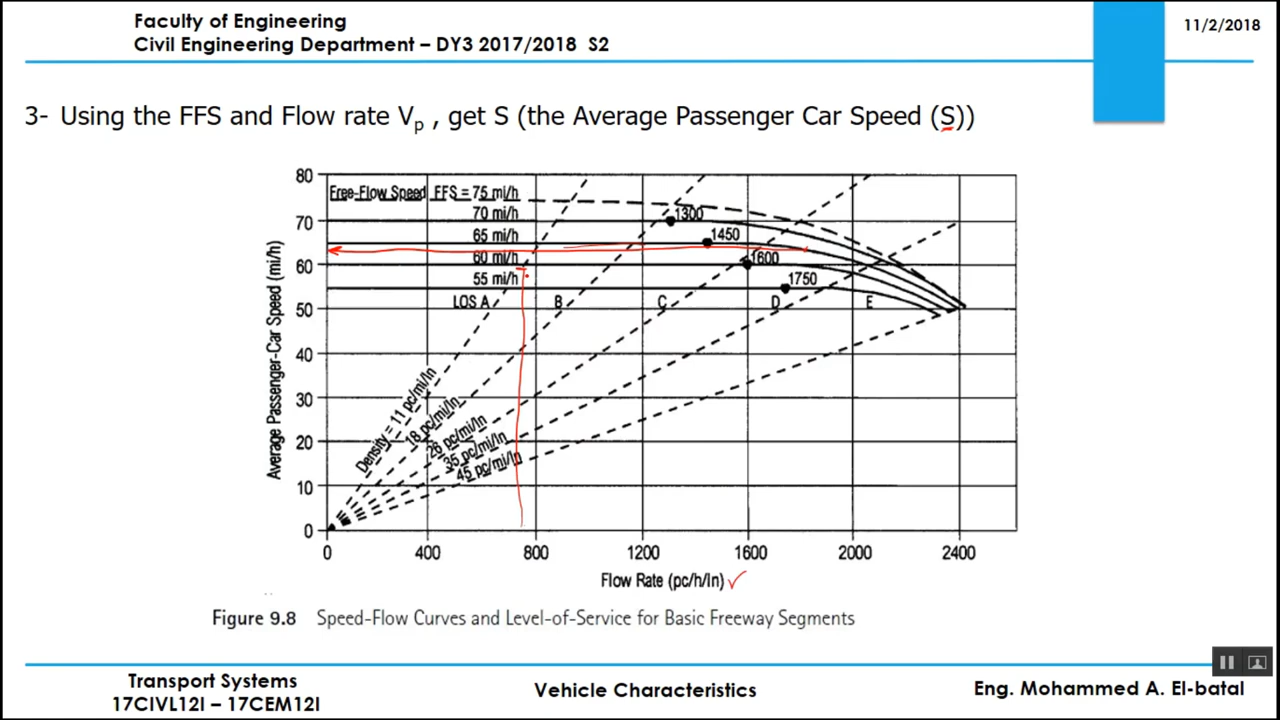 Faculty of Engineering
Civil Engineering Department – DY3 2017/2018 S2
11/2/2018
3- Using the FFS and Flow rate Vp , get S (the Average Passenger Car Speed (S))
80
70
60
50
40
30
20
10
0
Average Passenger-Car Speed (mi/h)
Free-Flow Speed FFS = 75 mi/h
70 mi/h
65 mi/h
60 mi/h
55 mi/h
1300
1450
1600
1750
LOS A B C D E
Density = 11 pc/mi/ln
18 pc/mi/ln
26 pc/mi/ln
35 pc/mi/ln
45 pc/mi/ln
0 400 800 1200 1600 2000 2400
Flow Rate (pc/h/ln)
Figure 9.8 Speed-Flow Curves and Level-of-Service for Basic Freeway Segments
Transport Systems
17CIVL12I – 17CEM12I
Vehicle Characteristics
Eng. Mohammed A. El-batal